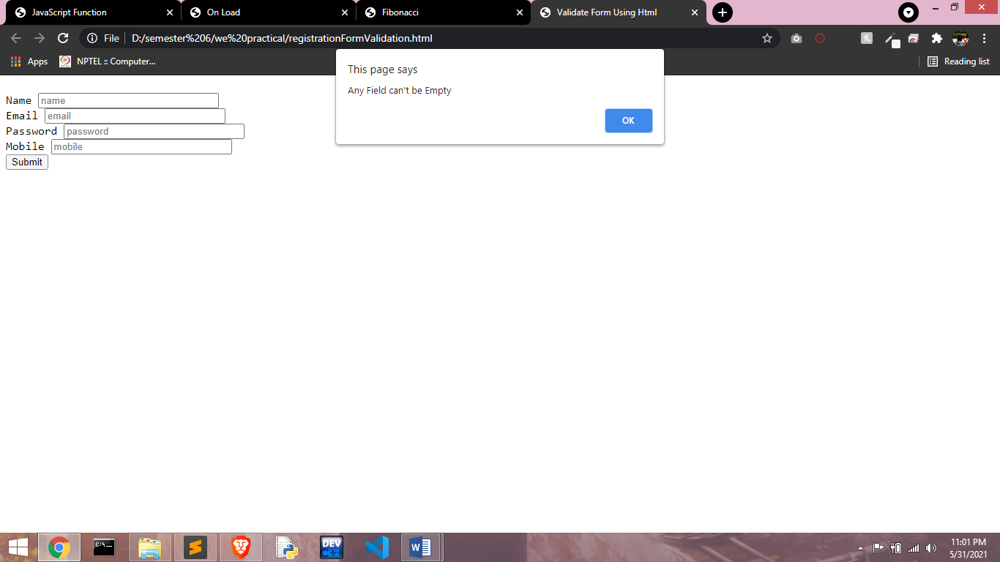 JavaScript Function
On Load
Fibonacci
Validate Form Using Html
File
D:/semester%206/we%20practical/registrationFormValidation.html
Apps
NPTEL :: Computer...
Reading list
This page says
Any Field can't be Empty
OK
Name name
Email email
Password password
Mobile mobile
Submit
C:\._
DEV
C++
W
11:01 PM
5/31/2021